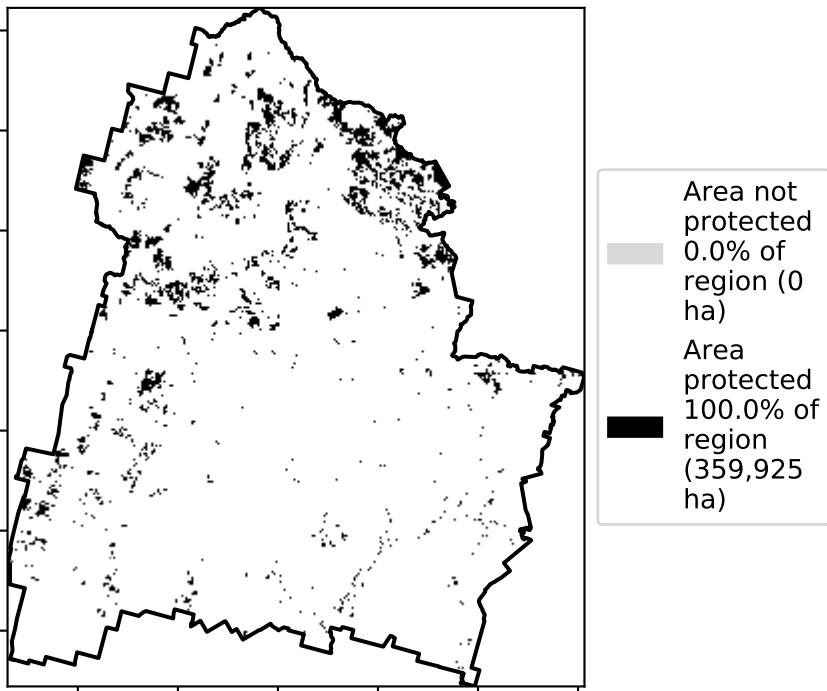 Area not
protected
0.0% of
region (0
ha)
Area
protected
100.0% of
region
(359,925
ha)